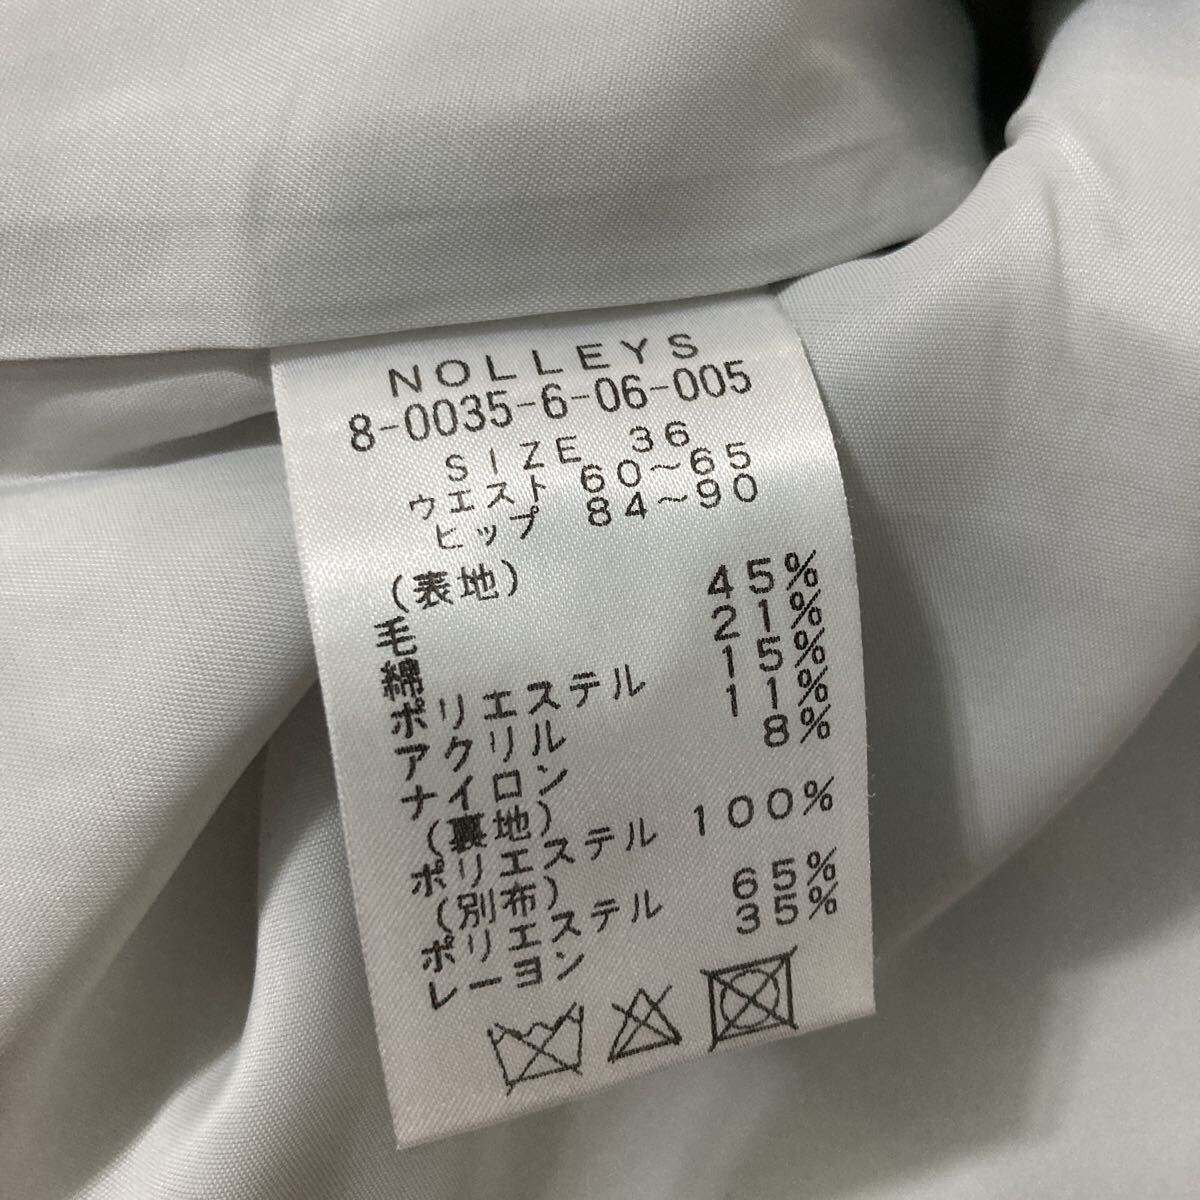 NOLLEYS
8-0035-6-06-005
SIZE 36
ウエスト 60~65
ヒップ 84~90
(表地)
毛 45%
綿 21%
ポリエステル 15%
アクリル 11%
ナイロン 8%
(裏地)
ポリエステル 100%
(別布)
ポリエステル 65%
レーヨン 35%